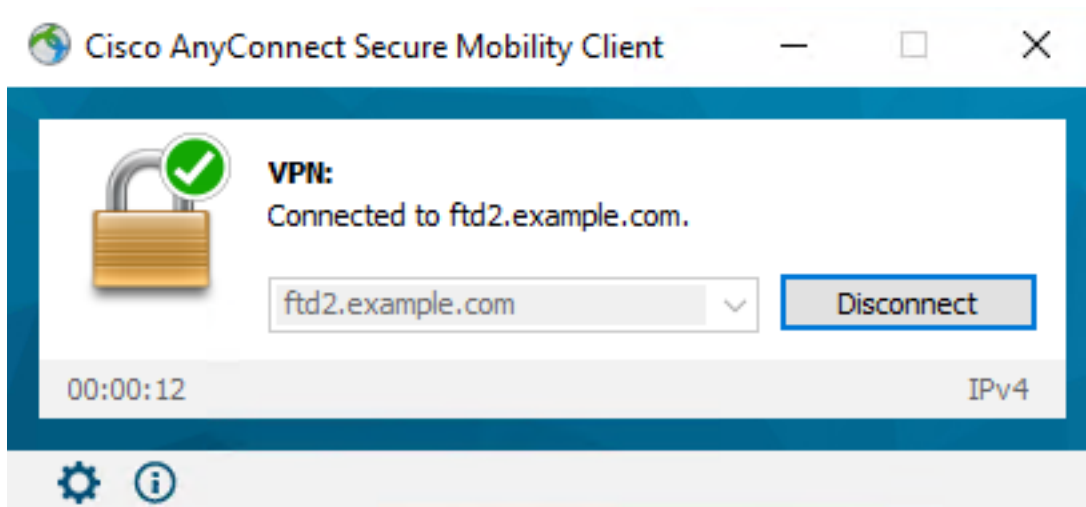 Cisco AnyConnect Secure Mobility Client
VPN:
Connected to ftd2.example.com.
ftd2.example.com
Disconnect
00:00:12
IPv4